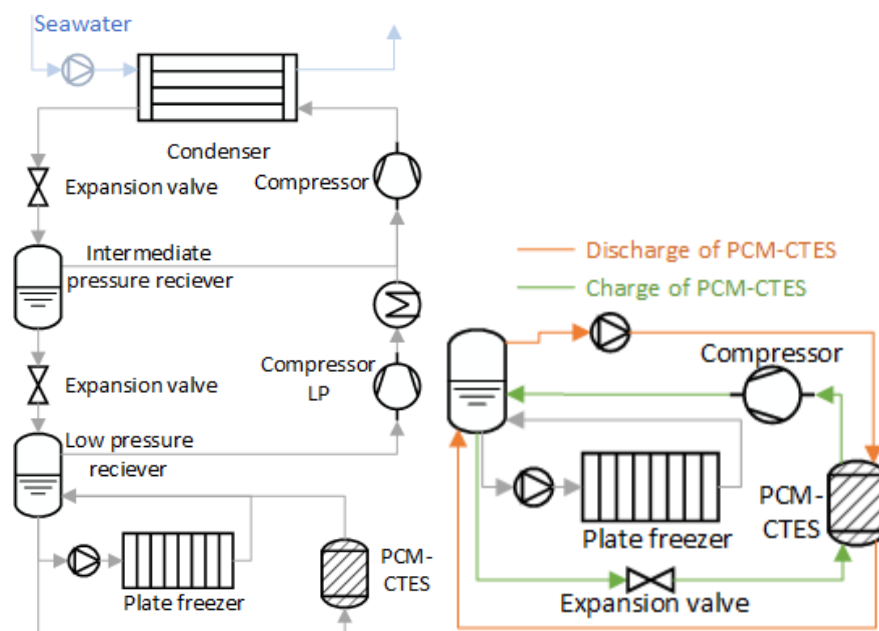 Seawater
Condenser
Expansion valve
Compressor
Intermediate
pressure reciever
Expansion valve
Compressor
LP
Low pressure
reciever
Plate freezer
PCM-
CTES
Discharge of PCM-CTES
Charge of PCM-CTES
Compressor
Plate freezer
PCM-
CTES
Expansion valve